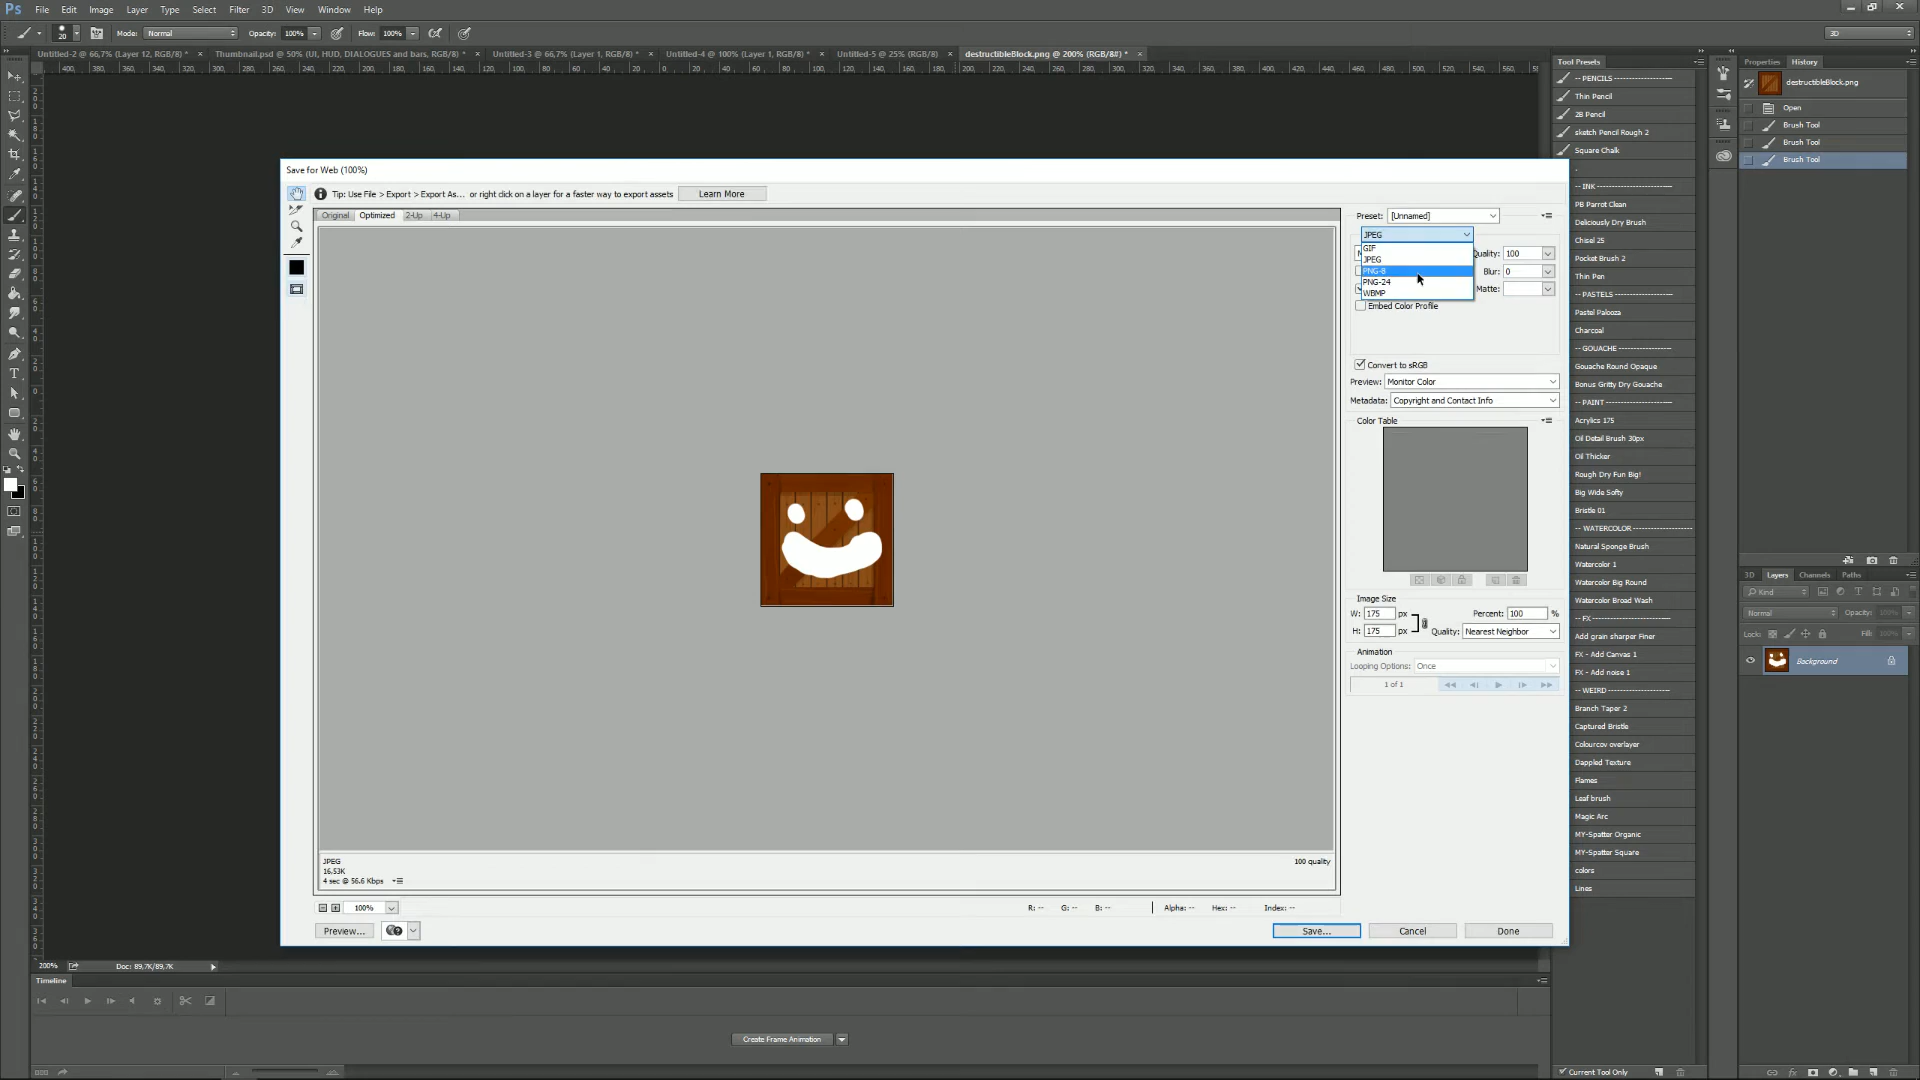 Ps File Edit Image Layer Type Select Filter 3D View Window Help
20 Mode: Normal Opacity: 100% Flow: 100% 3D
Untitled-2 @ 66,7% (Layer 12, RGB/8) * × Thumbnail.psd @ 50% (UI, HUD, DIALOGUES and bars, RGB/8) * × Untitled-3 @ 66,7% (Layer 1, RGB/8) * × Untitled-4 @ 100% (Layer 1, RGB/8) * × Untitled-5 @ 25% (RGB/8) × destructibleBlock.png @ 200% (RGB/8#) * ×
Save for Web (100%)
Tip: Use File > Export > Export As... or right click on a layer for a faster way to export assets Learn More
Original Optimized 2-Up 4-Up
Preset: [Unnamed]
JPEG
GIF
JPEG
PNG-8
PNG-24
WBMP
Quality: 100
Blur: 0
Matte:
Embed Color Profile
Convert to sRGB
Preview: Monitor Color
Metadata: Copyright and Contact Info
Color Table
Image Size
W: 175 px Percent: 100 %
H: 175 px Quality: Nearest Neighbor
Animation
Looping Options: Once
1 of 1
JPEG 100 quality
16,53K
4 sec @ 56.6 Kbps
100% R: -- G: -- B: -- Alpha: -- Hex: -- Index: --
Preview... Save... Cancel Done
200% Doc: 89,7K/89,7K
Timeline
Create Frame Animation
Tool Presets
-- PENCILS
Thin Pencil
2B Pencil
sketch Pencil Rough 2
Square Chalk
.
-- INK
PB Parrot Clean
Deliciously Dry Brush
Chisel 25
Pocket Brush 2
Thin Pen
-- PASTELS
Pastel Palooza
Charcoal
-- GOUACHE
Gouache Round Opaque
Bonus Gritty Dry Gouache
-- PAINT
Acrylics 175
Oil Detail Brush 30px
Oil Thicker
Rough Dry Fun Big!
Big Wide Softy
Bristle 01
-- WATERCOLOR
Natural Sponge Brush
Watercolor 1
Watercolor Big Round
Watercolor Broad Wash
-- FX
Add grain sharper Finer
FX - Add Canvas 1
FX - Add noise 1
-- WEIRD
Branch Taper 2
Captured Bristle
Colourcov overlayer
Dappled Texture
Flames
Leaf brush
Magic Arc
MY-Spatter Organic
MY-Spatter Square
colors
Lines
Current Tool Only
Properties History
destructibleBlock.png
Open
Brush Tool
Brush Tool
Brush Tool
3D Layers Channels Paths
Kind
Normal Opacity: 100%
Lock: Fill: 100%
Background